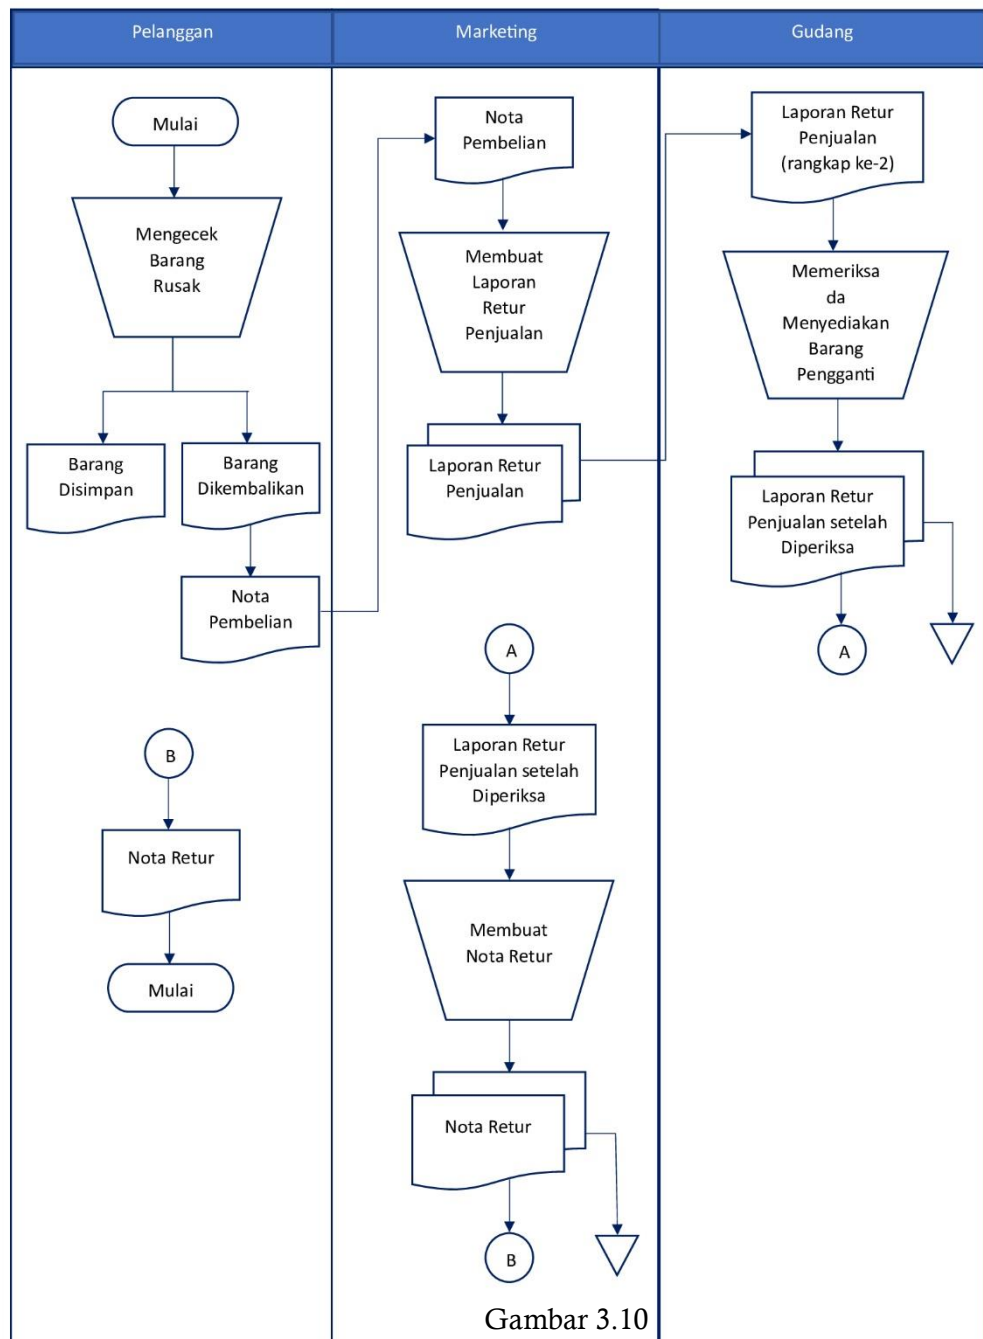 Pelanggan
Marketing
Gudang
Mulai
Mengecek
Barang
Rusak
Barang
Disimpan
Barang
Dikembalikan
Nota
Pembelian
B
Nota Retur
Mulai
Nota
Pembelian
Membuat
Laporan
Retur
Penjualan
Laporan Retur
Penjualan
A
Laporan Retur
Penjualan setelah
Diperiksa
Membuat
Nota Retur
Nota Retur
B
Laporan Retur
Penjualan
(rangkap ke-2)
Memeriksa
da
Menyediakan
Barang
Pengganti
Laporan Retur
Penjualan setelah
Diperiksa
A
Gambar 3.10